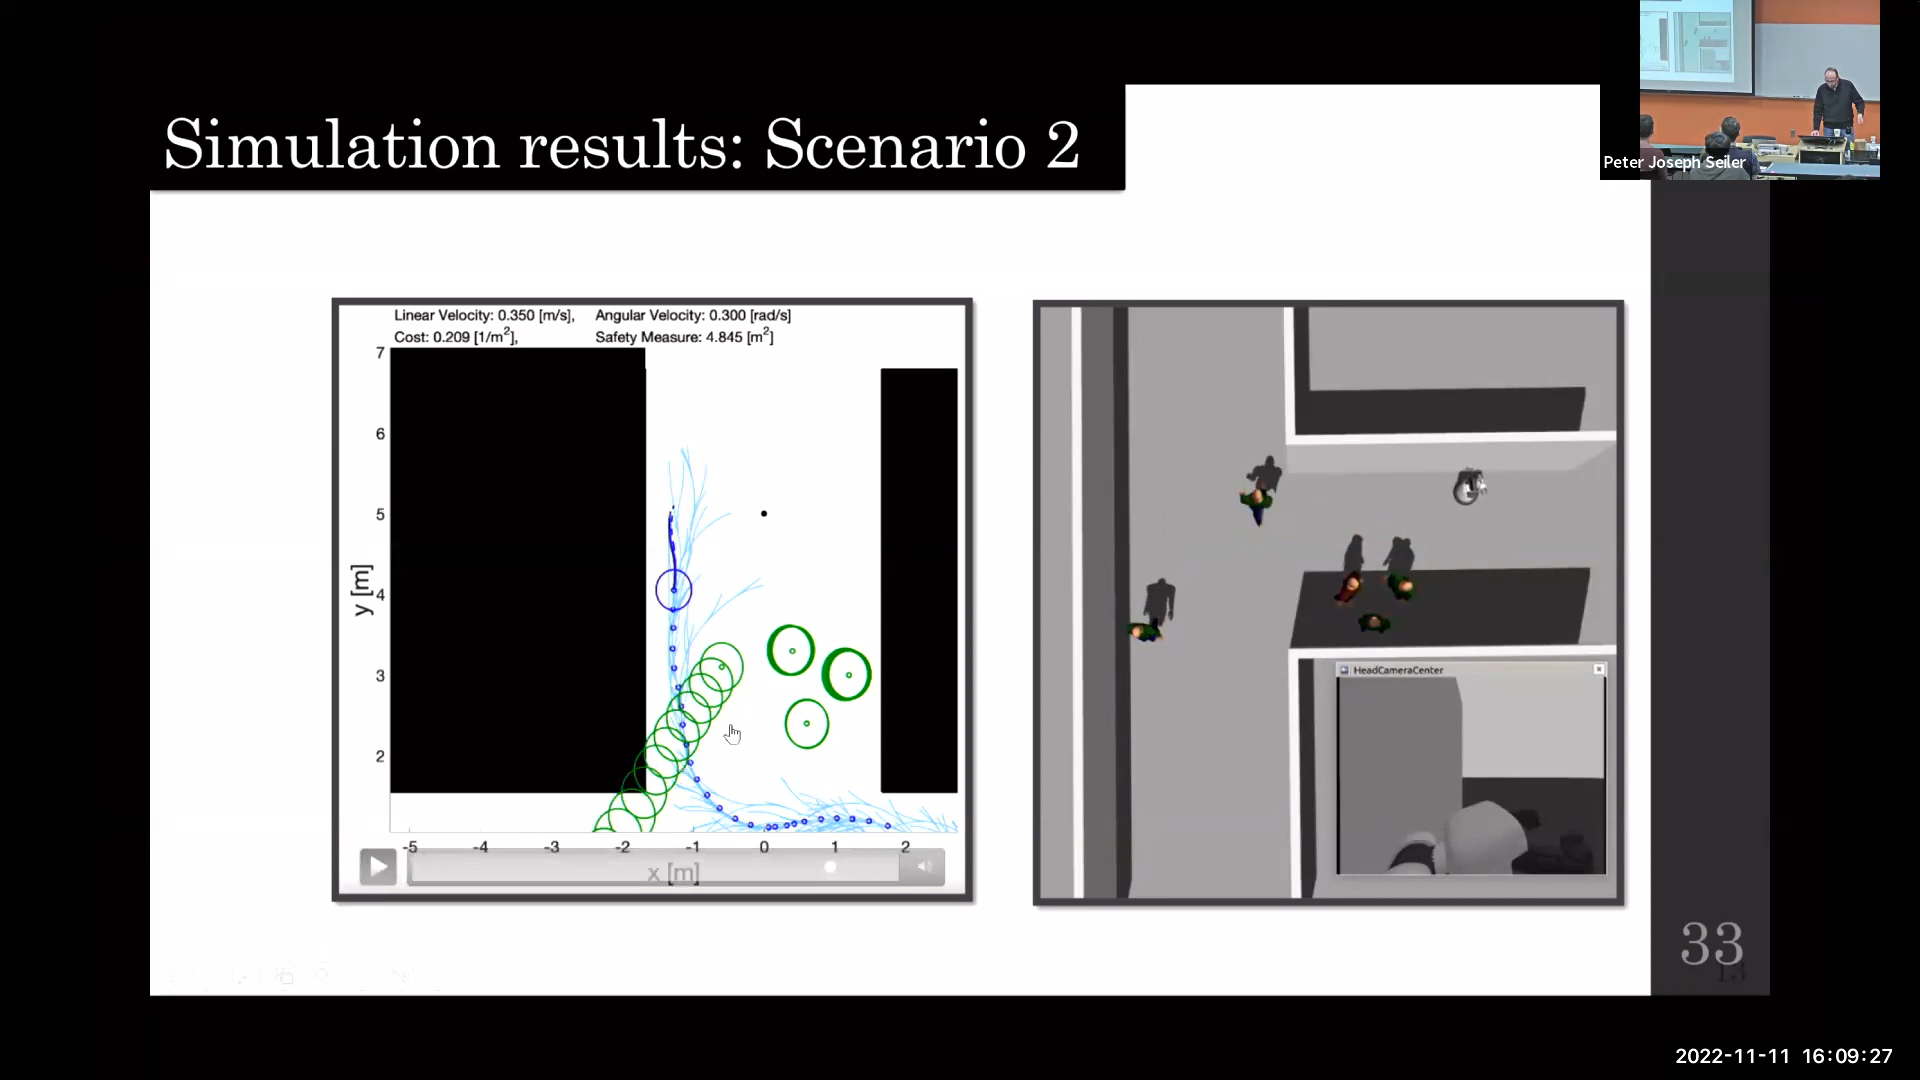 Simulation results: Scenario 2
Peter Joseph Seiler
Linear Velocity: 0.350 [m/s], Angular Velocity: 0.300 [rad/s]
Cost: 0.209 [1/m²], Safety Measure: 4.845 [m²]
7
6
5
4
3
2
y [m]
-5 -4 -3 -2 -1 0 1 2
x [m]
HeadCameraCenter
33
13
2022-11-11 16:09:27